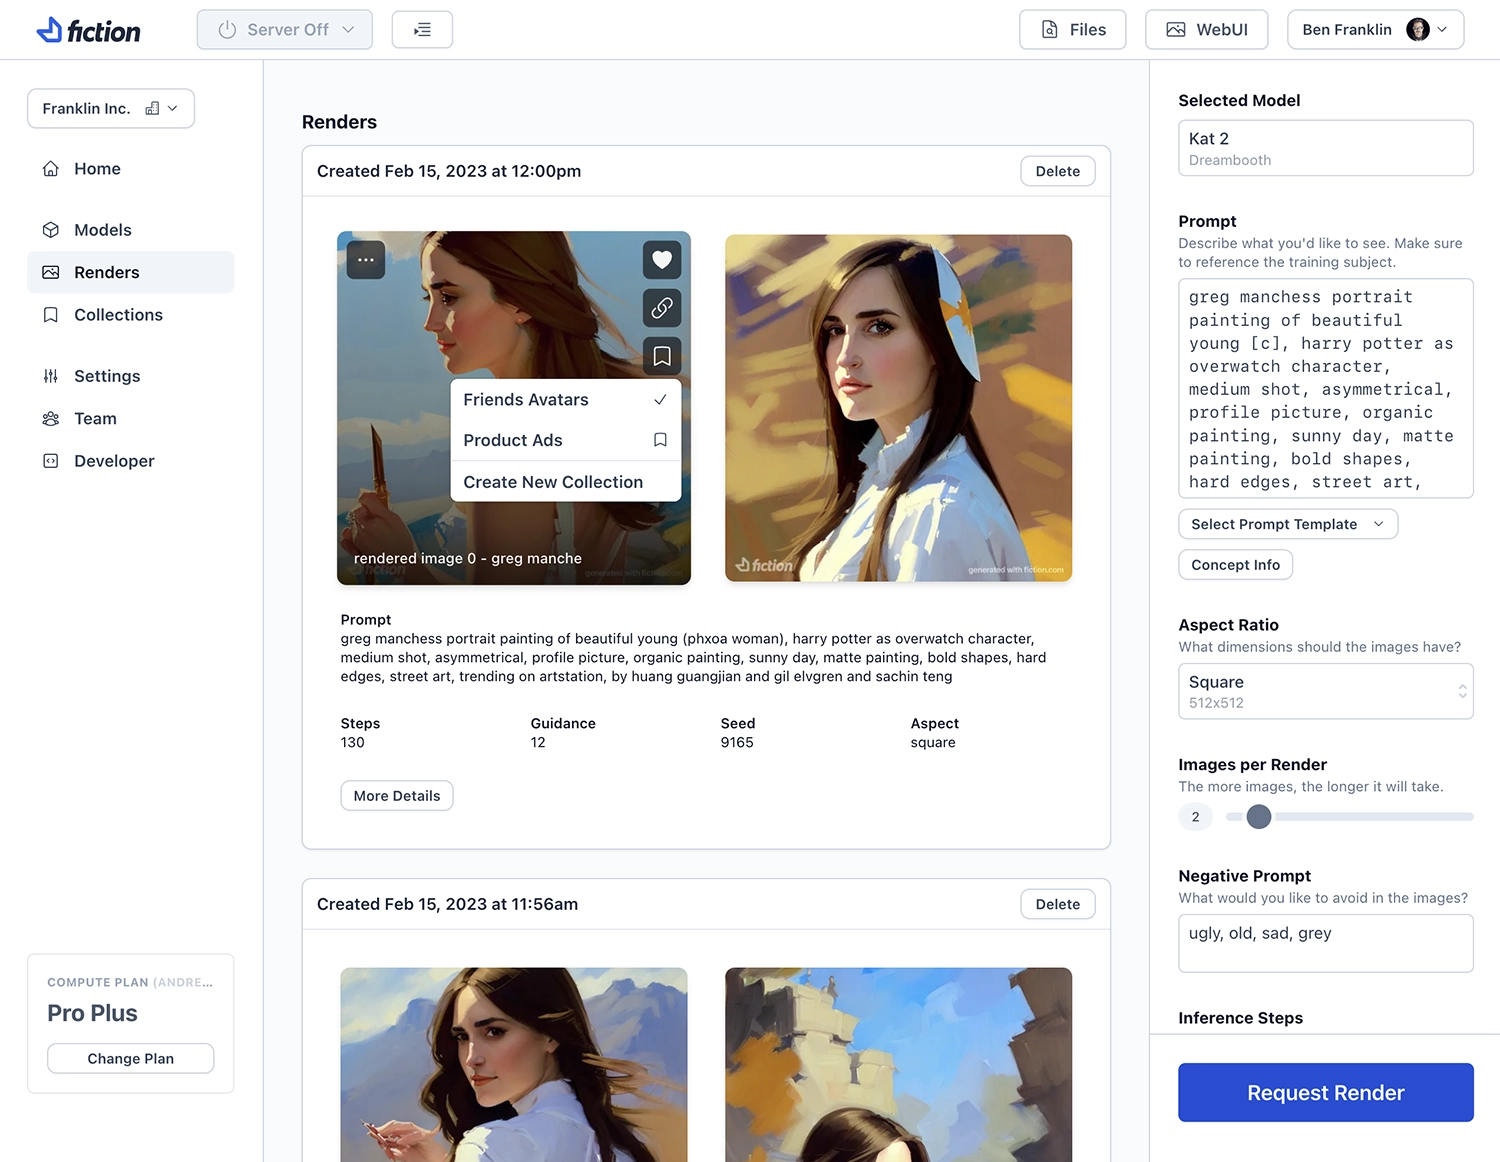 fiction
Server Off
Files
WebUI
Ben Franklin
Franklin Inc.
Home
Models
Renders
Collections
Settings
Team
Developer
COMPUTE PLAN (ANDRE...
Pro Plus
Change Plan
Renders
Created Feb 15, 2023 at 12:00pm
Delete
Friends Avatars
Product Ads
Create New Collection
rendered image 0 - greg manche
fiction
generated with fiction.com
fiction
generated with fiction.com
Prompt
greg manchess portrait painting of beautiful young (phxoa woman), harry potter as overwatch character,
medium shot, asymmetrical, profile picture, organic painting, sunny day, matte painting, bold shapes, hard
edges, street art, trending on artstation, by huang guangjian and gil elvgren and sachin teng
Steps
130
Guidance
12
Seed
9165
Aspect
square
More Details
Created Feb 15, 2023 at 11:56am
Delete
Selected Model
Kat 2
Dreambooth
Prompt
Describe what you'd like to see. Make sure
to reference the training subject.
greg manchess portrait
painting of beautiful
young [c], harry potter as
overwatch character,
medium shot, asymmetrical,
profile picture, organic
painting, sunny day, matte
painting, bold shapes,
hard edges, street art,
Select Prompt Template
Concept Info
Aspect Ratio
What dimensions should the images have?
Square
512x512
Images per Render
The more images, the longer it will take.
2
Negative Prompt
What would you like to avoid in the images?
ugly, old, sad, grey
Inference Steps
Request Render